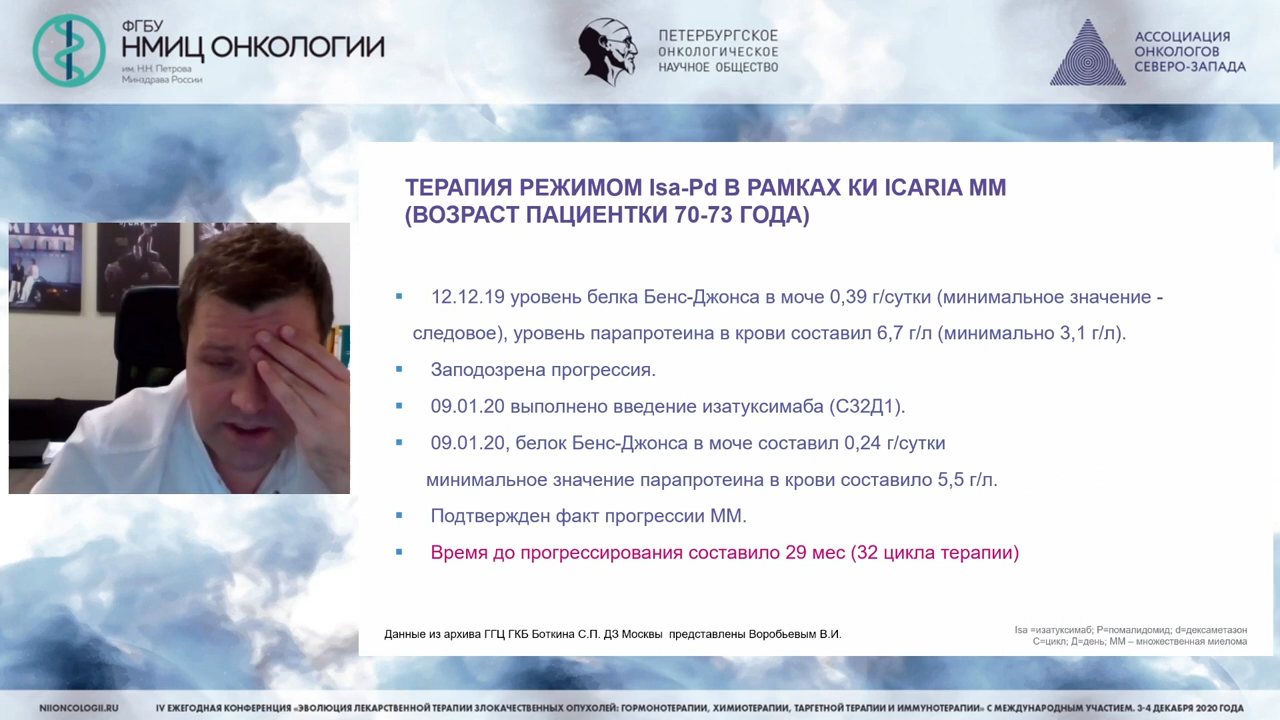 ФГБУ
НМИЦ ОНКОЛОГИИ
им. Н.Н. Петрова
Минздрава России
ПЕТЕРБУРГСКОЕ
ОНКОЛОГИЧЕСКОЕ
НАУЧНОЕ ОБЩЕСТВО
АССОЦИАЦИЯ
ОНКОЛОГОВ
СЕВЕРО-ЗАПАДА
ТЕРАПИЯ РЕЖИМОМ Isa-Pd В РАМКАХ КИ ICARIA MM
(ВОЗРАСТ ПАЦИЕНТКИ 70-73 ГОДА)
12.12.19 уровень белка Бенс-Джонса в моче 0,39 г/сутки (минимальное значение -
следовое), уровень парапротеина в крови составил 6,7 г/л (минимально 3,1 г/л).
Заподозрена прогрессия.
09.01.20 выполнено введение изатуксимаба (С32Д1).
09.01.20, белок Бенс-Джонса в моче составил 0,24 г/сутки
минимальное значение парапротеина в крови составило 5,5 г/л.
Подтвержден факт прогрессии ММ.
Время до прогрессирования составило 29 мес (32 цикла терапии)
Данные из архива ГГЦ ГКБ Боткина С.П. ДЗ Москвы представлены Воробьевым В.И.
Isa =изатуксимаб; P=помалидомид; d=дексаметазон
С=цикл; Д=день; ММ – множественная миелома
NIIONCOLOGII.RU
IV ЕЖЕГОДНАЯ КОНФЕРЕНЦИЯ «ЭВОЛЮЦИЯ ЛЕКАРСТВЕННОЙ ТЕРАПИИ ЗЛОКАЧЕСТВЕННЫХ ОПУХОЛЕЙ: ГОРМОНОТЕРАПИИ, ХИМИОТЕРАПИИ, ТАРГЕТНОЙ ТЕРАПИИ И ИММУНОТЕРАПИИ» С МЕЖДУНАРОДНЫМ УЧАСТИЕМ. 3-4 ДЕКАБРЯ 2020 ГОДА